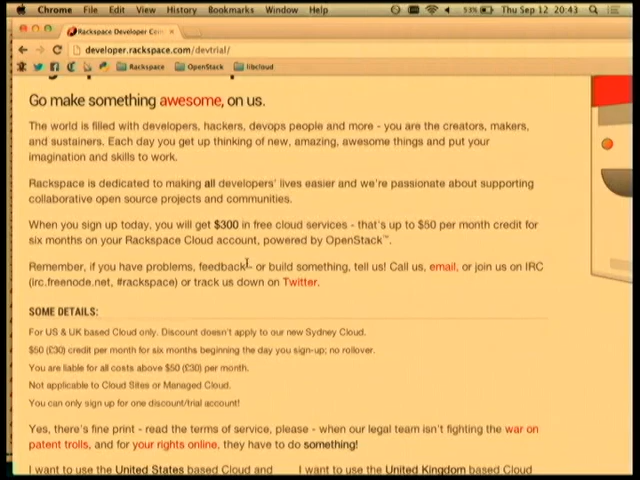 Chrome File Edit View History Bookmarks Window Help 53% Thu Sep 12 20:43
Rackspace Developer Cen
developer.rackspace.com/devtrial/
Rackspace OpenStack libcloud
Go make something awesome, on us.
The world is filled with developers, hackers, devops people and more - you are the creators, makers,
and sustainers. Each day you get up thinking of new, amazing, awesome things and put your
imagination and skills to work.
Rackspace is dedicated to making all developers' lives easier and we're passionate about supporting
collaborative open source projects and communities.
When you sign up today, you will get $300 in free cloud services - that's up to $50 per month credit for
six months on your Rackspace Cloud account, powered by OpenStack™.
Remember, if you have problems, feedback - or build something, tell us! Call us, email, or join us on IRC
(irc.freenode.net, #rackspace) or track us down on Twitter.
SOME DETAILS:
For US & UK based Cloud only. Discount doesn't apply to our new Sydney Cloud.
$50 (£30) credit per month for six months beginning the day you sign-up; no rollover.
You are liable for all costs above $50 (£30) per month.
Not applicable to Cloud Sites or Managed Cloud.
You can only sign up for one discount/trial account!
Yes, there's fine print - read the terms of service, please - when our legal team isn't fighting the war on
patent trolls, and for your rights online, they have to do something!
I want to use the United States based Cloud and I want to use the United Kingdom based Cloud